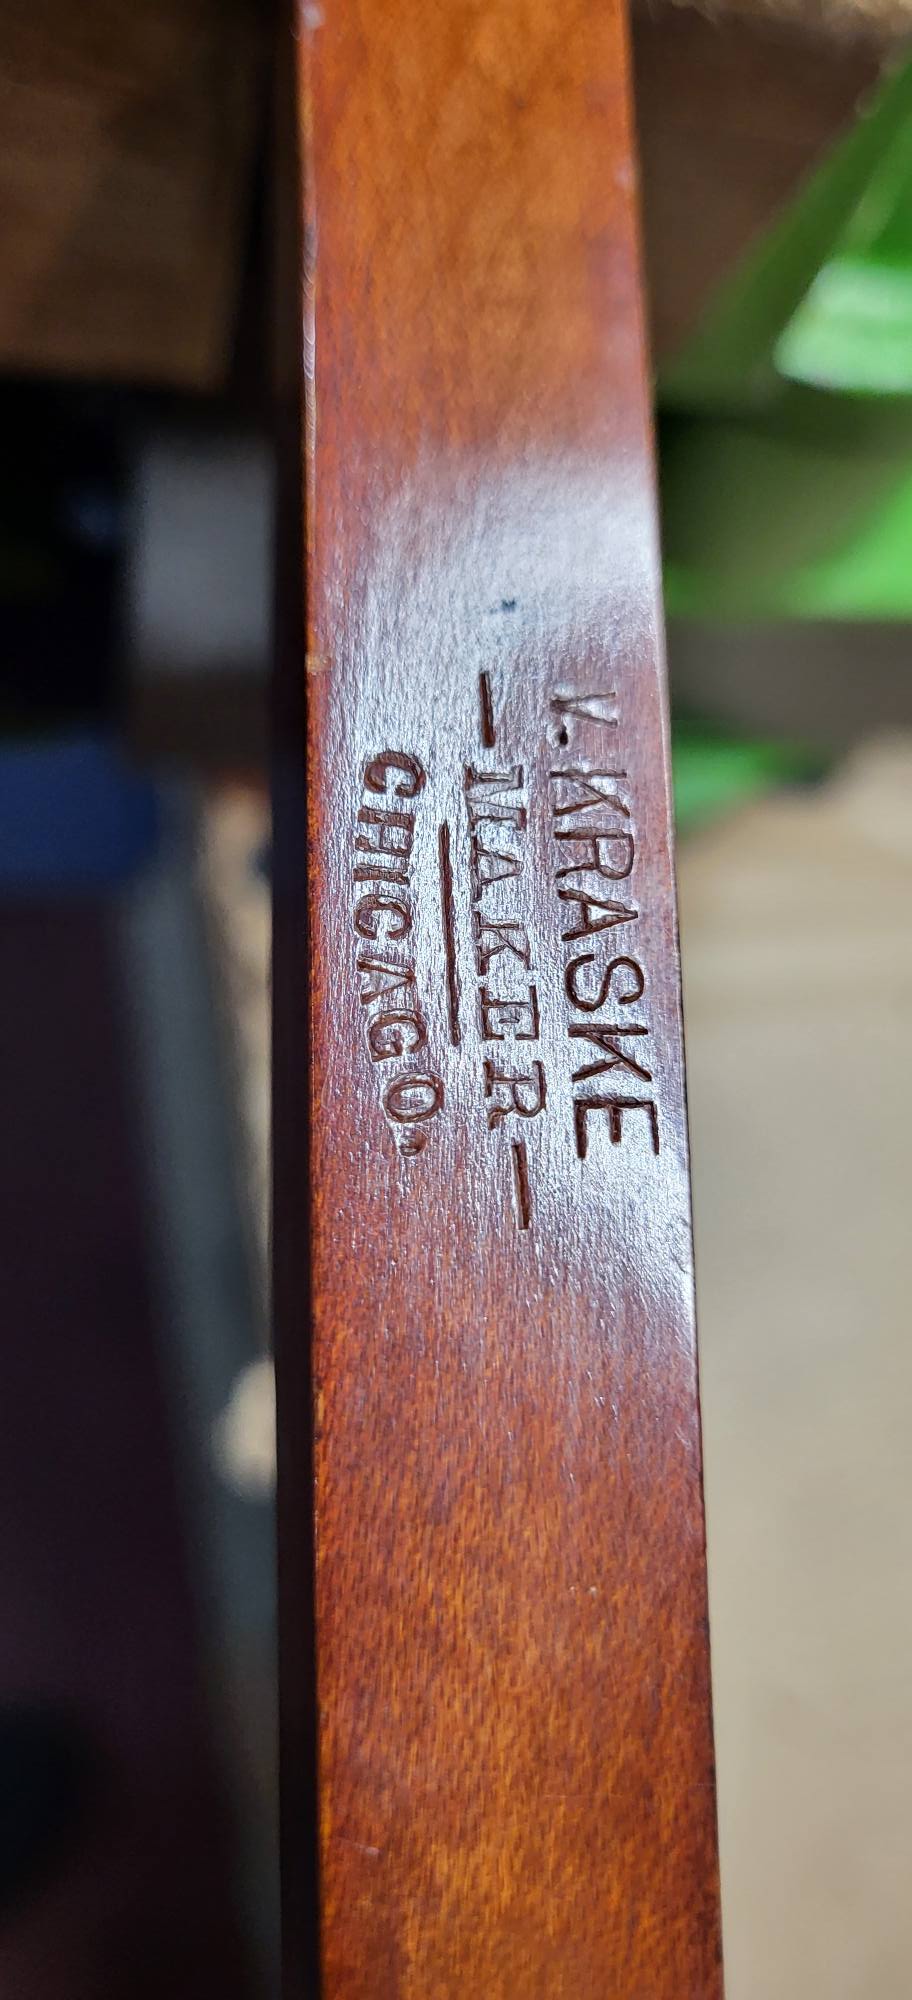 V. KRASKE
— MAKER —
CHICAGO.